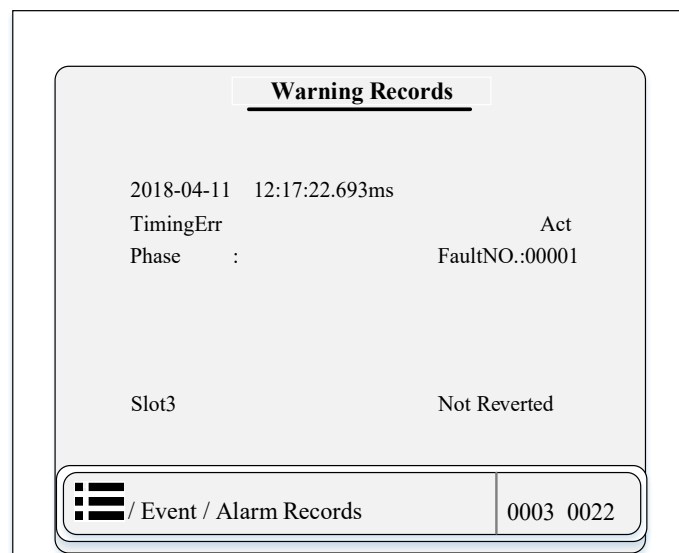 Warning Records
2018-04-11 12:17:22.693ms
TimingErr Act
Phase : FaultNO.:00001
Slot3 Not Reverted
/ Event / Alarm Records 0003 0022